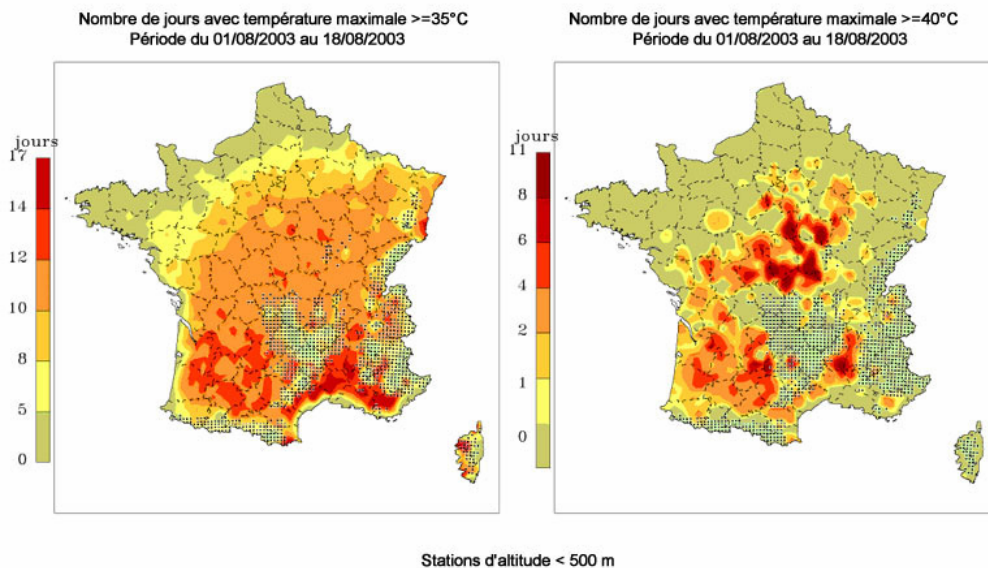 Nombre de jours avec température maximale >=35°C
Période du 01/08/2003 au 18/08/2003
jours
17
14
12
10
8
5
0
Nombre de jours avec température maximale >=40°C
Période du 01/08/2003 au 18/08/2003
jours
11
8
6
4
2
1
0
Stations d'altitude < 500 m